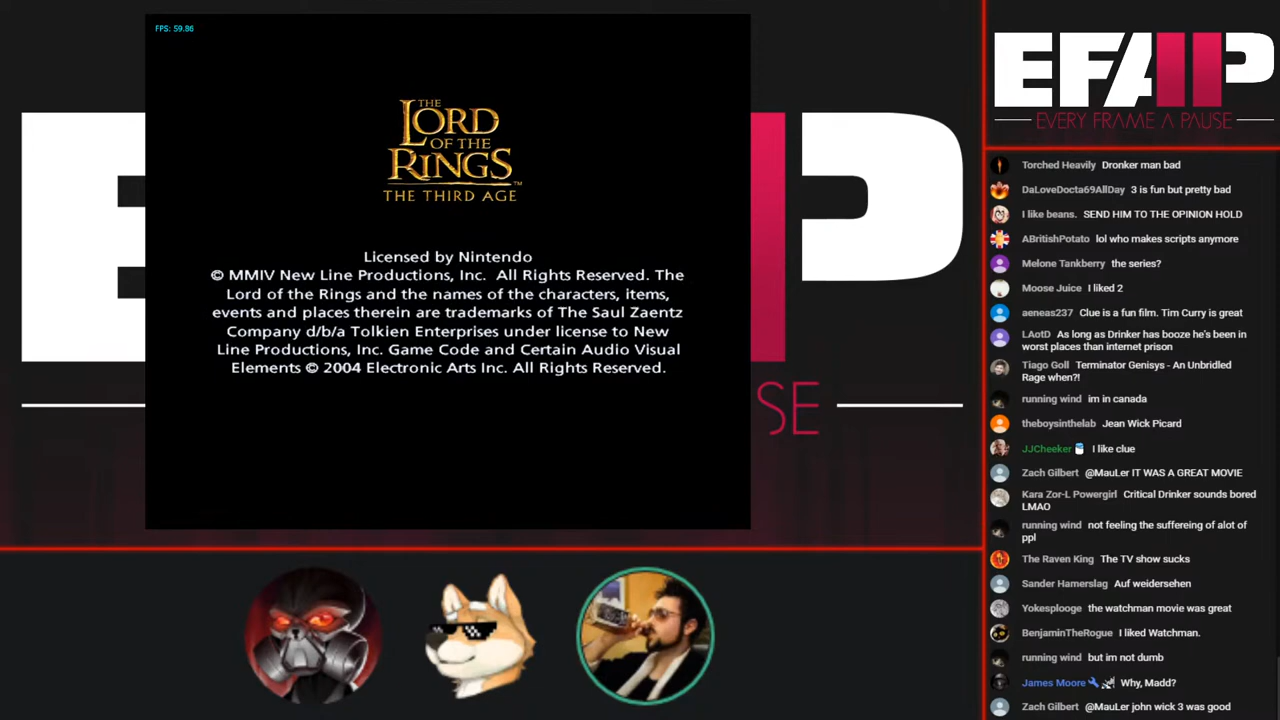 FPS: 59.86
THE
LORD
OF THE
RINGS™
THE THIRD AGE
Licensed by Nintendo
© MMIV New Line Productions, Inc. All Rights Reserved. The
Lord of the Rings and the names of the characters, items,
events and places therein are trademarks of The Saul Zaentz
Company d/b/a Tolkien Enterprises under license to New
Line Productions, Inc. Game Code and Certain Audio Visual
Elements © 2004 Electronic Arts Inc. All Rights Reserved.
SE
EFAP
EVERY FRAME A PAUSE
Torched Heavily Dronker man bad
DaLoveDocta69AllDay 3 is fun but pretty bad
I like beans. SEND HIM TO THE OPINION HOLD
ABritishPotato lol who makes scripts anymore
Melone Tankberry the series?
Moose Juice I liked 2
aeneas237 Clue is a fun film. Tim Curry is great
LAotD As long as Drinker has booze he's been in
worst places than internet prison
Tiago Goll Terminator Genisys - An Unbridled
Rage when?!
running wind im in canada
theboysinthelab Jean Wick Picard
JJCheeker I like clue
Zach Gilbert @MauLer IT WAS A GREAT MOVIE
Kara Zor-L Powergirl Critical Drinker sounds bored
LMAO
running wind not feeling the suffereing of alot of
ppl
The Raven King The TV show sucks
Sander Hamerslag Auf weidersehen
Yokesplooge the watchman movie was great
BenjaminTheRogue I liked Watchman.
running wind but im not dumb
James Moore Why, Madd?
Zach Gilbert @MauLer john wick 3 was good